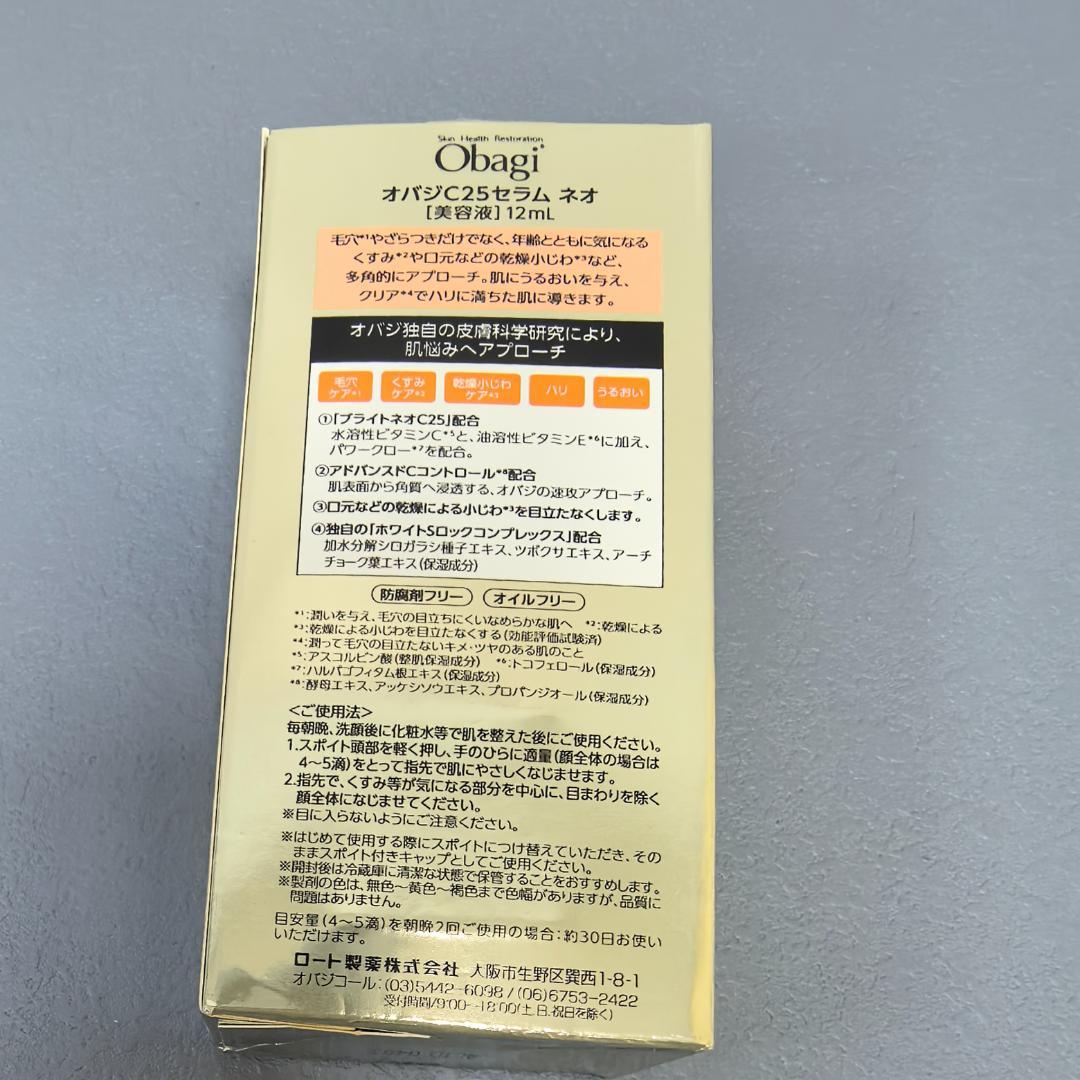 Skin Health Restoration
Obagi
オバジC25セラム ネオ
[美容液]12mL
毛穴*1やざらつきだけでなく、年齢とともに気になる
くすみ*2や口元などの乾燥小じわ*3など、
多角的にアプローチ。肌にうるおいを与え、
クリア*4でハリに満ちた肌に導きます。
オバジ独自の皮膚科学研究により、
肌悩みへアプローチ
毛穴 くすみ 乾燥小じわ ハリ うるおい
ケア*1 ケア*2 ケア*3
①「ブライトネオC25」配合
水溶性ビタミンC*5と、油溶性ビタミンE*6に加え、
パワークロー*7を配合。
②アドバンスドCコントロール*8配合
肌表面から角質へ浸透する、オバジの速攻アプローチ。
③口元などの乾燥による小じわ*3を目立たなくします。
④独自の「ホワイトSロックコンプレックス」配合
加水分解シロガラシ種子エキス、ツボクサエキス、アーチ
チョーク葉エキス(保湿成分)
防腐剤フリー オイルフリー
*1:潤いを与え、毛穴の目立ちにくいなめらかな肌へ *2:乾燥による
*3:乾燥による小じわを目立たなくする(効能評価試験済)
*4:潤って毛穴の目立たないキメ・ツヤのある肌のこと
*5:アスコルビン酸(整肌保湿成分) *6:トコフェロール(保湿成分)
*7:ハルパゴフィタム根エキス(保湿成分)
*8:酵母エキス、アッケシソウエキス、プロパンジオール(保湿成分)
<ご使用法>
毎朝晩、洗顔後に化粧水等で肌を整えた後にご使用ください。
1.スポイト頭部を軽く押し、手のひらに適量(顔全体の場合は
4〜5滴)をとって指先で肌にやさしくなじませます。
2.指先で、くすみ等が気になる部分を中心に、目まわりを除く
顔全体になじませてください。
※目に入らないようにご注意ください。
※はじめて使用する際にスポイトにつけ替えていただき、その
ままスポイト付きキャップとしてご使用ください。
※開封後は冷蔵庫に清潔な状態で保管することをおすすめします。
※製剤の色は、無色〜黄色〜褐色まで色幅がありますが、品質に
問題はありません。
目安量(4〜5滴)を朝晩2回ご使用の場合:約30日お使い
いただけます。
ロート製薬株式会社 大阪市生野区巽西1-8-1
オバジコール:(03)5442-6098/(06)6753-2422
受付時間/9:00〜18:00(土、日、祝日を除く)